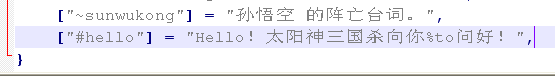 ["~sunwukong"] = "孙悟空 的阵亡台词。",
["#hello"] = "Hello! 太阳神三国杀向你%to问好! ",
}